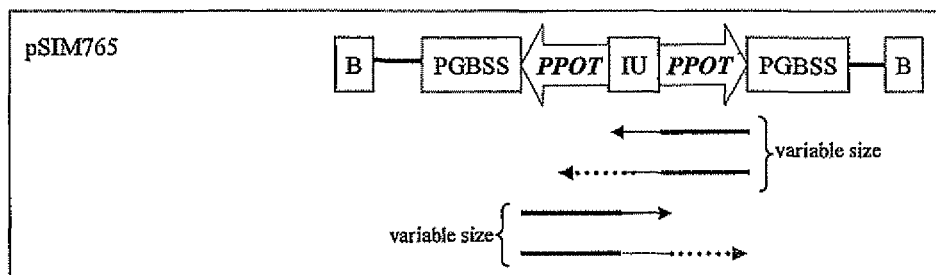 pSIM765
B PGBSS PPOT IU PPOT PGBSS B
variable size
variable size